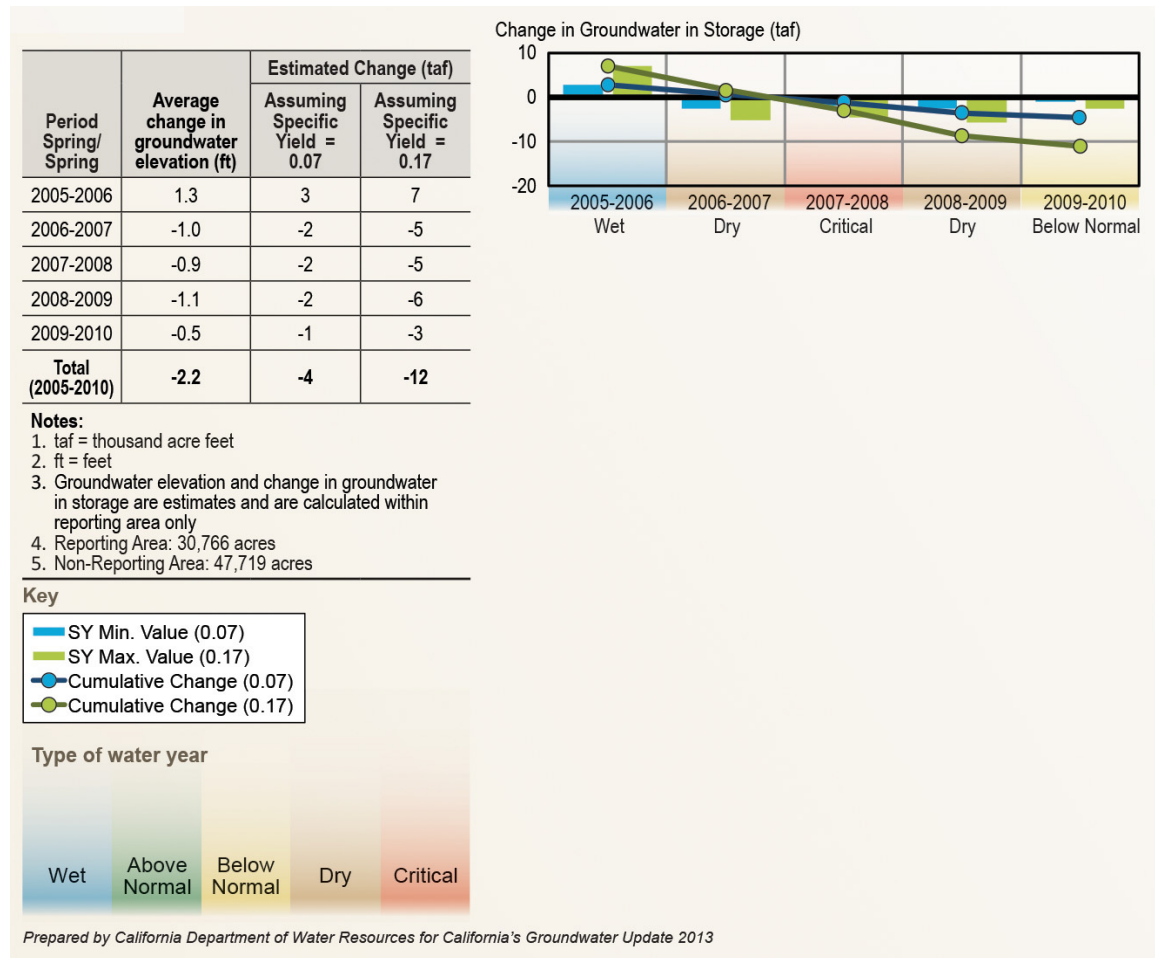 Period Spring/ Spring
Average change in groundwater elevation (ft)
Estimated Change (taf)
Assuming Specific Yield = 0.07
Assuming Specific Yield = 0.17
2005-2006 1.3 3 7
2006-2007 -1.0 -2 -5
2007-2008 -0.9 -2 -5
2008-2009 -1.1 -2 -6
2009-2010 -0.5 -1 -3
Total (2005-2010) -2.2 -4 -12
Notes:
1. taf = thousand acre feet
2. ft = feet
3. Groundwater elevation and change in groundwater
in storage are estimates and are calculated within
reporting area only
4. Reporting Area: 30,766 acres
5. Non-Reporting Area: 47,719 acres
Key
SY Min. Value (0.07)
SY Max. Value (0.17)
Cumulative Change (0.07)
Cumulative Change (0.17)
Type of water year
Wet
Above Normal
Below Normal
Dry
Critical
Change in Groundwater in Storage (taf)
10
0
-10
-20
2005-2006 2006-2007 2007-2008 2008-2009 2009-2010
Wet Dry Critical Dry Below Normal
Prepared by California Department of Water Resources for California's Groundwater Update 2013